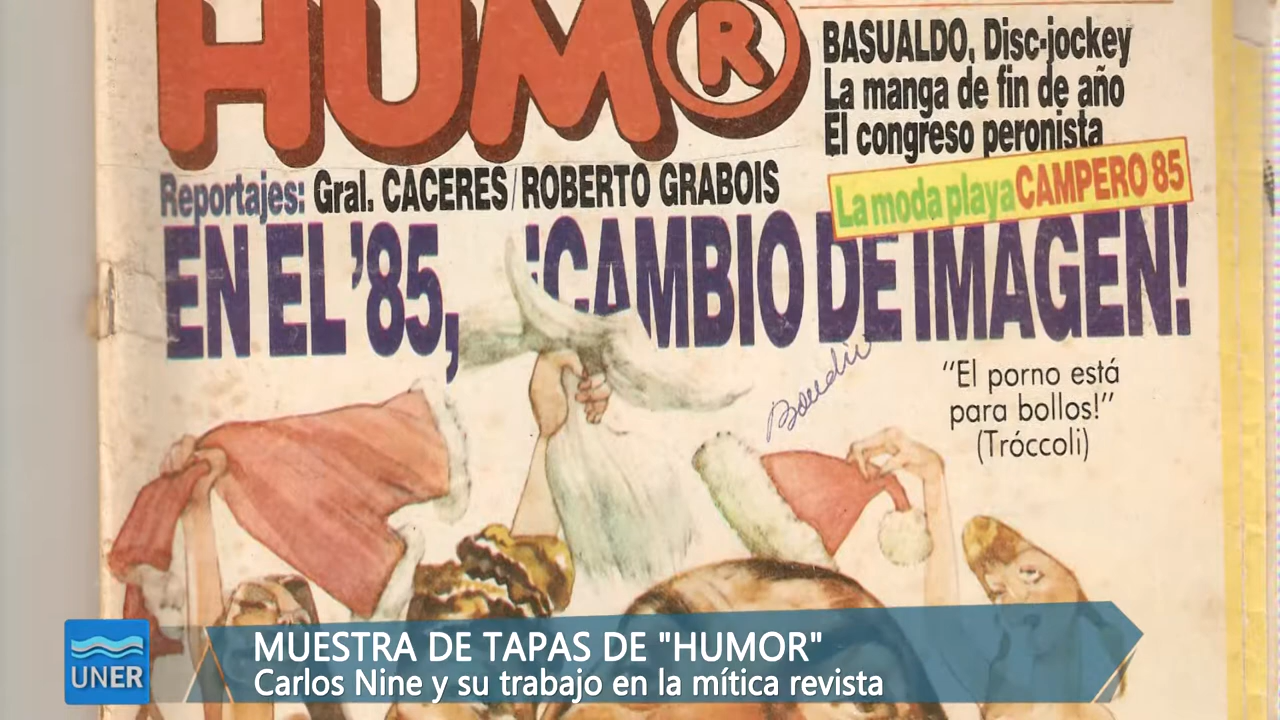 HUMOR
BASUALDO, Disc-jockey
La manga de fin de año
El congreso peronista
La moda playa CAMPERO 85
Reportajes: Gral. CACERES/ROBERTO GRABOIS
EN EL '85, ¡CAMBIO DE IMAGEN!
"El porno está
para bollos!"
(Tróccoli)
MUESTRA DE TAPAS DE "HUMOR"
Carlos Nine y su trabajo en la mítica revista
UNER